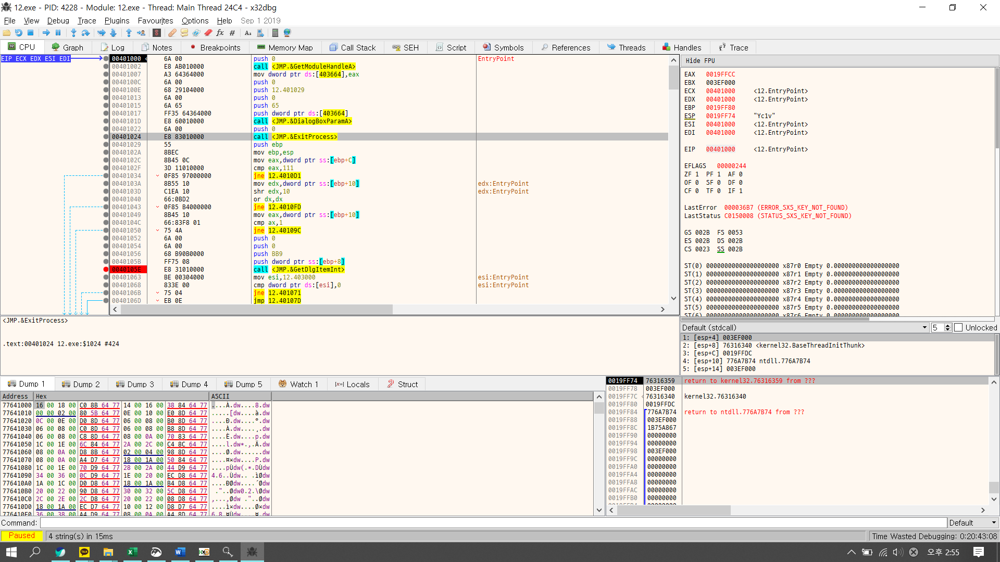 12.exe - PID: 4228 - Module: 12.exe - Thread: Main Thread 24C4 - x32dbg
File View Debug Trace Plugins Favourites Options Help Sep 1 2019
CPU Graph Log Notes Breakpoints Memory Map Call Stack SEH Script Symbols References Threads Handles Trace
EIP ECX EDX ESI EDI
00401000 6A 00 push 0 EntryPoint
00401002 E8 AB010000 call <JMP.&GetModuleHandleA>
00401007 A3 64364000 mov dword ptr ds:[403664],eax
0040100C 6A 00 push 0
0040100E 68 29104000 push 12.401029
00401013 6A 00 push 0
00401015 6A 65 push 65
00401017 FF35 64364000 push dword ptr ds:[403664]
0040101D E8 60010000 call <JMP.&DialogBoxParamA>
00401022 6A 00 push 0
00401024 E8 83010000 call <JMP.&ExitProcess>
00401029 55 push ebp
0040102A 8BEC mov ebp,esp
0040102C 8B45 0C mov eax,dword ptr ss:[ebp+C]
0040102F 3D 11010000 cmp eax,111
00401034 0F85 97000000 jne 12.4010D1
0040103A 8B55 10 mov edx,dword ptr ss:[ebp+10] edx:EntryPoint
0040103D C1EA 10 shr edx,10 edx:EntryPoint
00401040 66:0BD2 or dx,dx
00401043 0F85 B4000000 jne 12.4010FD
00401049 8B45 10 mov eax,dword ptr ss:[ebp+10]
0040104C 66:83F8 01 cmp ax,1
00401050 75 4A jne 12.40109C
00401052 6A 00 push 0
00401054 6A 00 push 0
00401056 68 B90B0000 push BB9
0040105B FF75 08 push dword ptr ss:[ebp+8]
0040105E E8 31010000 call <JMP.&GetDlgItemInt>
00401063 BE 00304000 mov esi,12.403000 esi:EntryPoint
00401068 833E 00 cmp dword ptr ds:[esi],0 esi:EntryPoint
0040106B 75 04 jne 12.401071
0040106D EB 0E jmp 12.40107D
<JMP.&ExitProcess>
.text:00401024 12.exe:$1024 #424
Hide FPU
EAX 0019FFCC
EBX 003EF000
ECX 00401000 <12.EntryPoint>
EDX 00401000 <12.EntryPoint>
EBP 0019FF80
ESP 0019FF74 "Yc1v"
ESI 00401000 <12.EntryPoint>
EDI 00401000 <12.EntryPoint>
EIP 00401000 <12.EntryPoint>
EFLAGS 00000244
ZF 1 PF 1 AF 0
OF 0 SF 0 DF 0
CF 0 TF 0 IF 1
LastError 000036B7 (ERROR_SXS_KEY_NOT_FOUND)
LastStatus C0150008 (STATUS_SXS_KEY_NOT_FOUND)
GS 002B FS 0053
ES 002B DS 002B
CS 0023 SS 002B
ST(0) 00000000000000000000 x87r0 Empty 0.000000000000000000
ST(1) 00000000000000000000 x87r1 Empty 0.000000000000000000
ST(2) 00000000000000000000 x87r2 Empty 0.000000000000000000
ST(3) 00000000000000000000 x87r3 Empty 0.000000000000000000
ST(4) 00000000000000000000 x87r4 Empty 0.000000000000000000
ST(5) 00000000000000000000 x87r5 Empty 0.000000000000000000
ST(6) 00000000000000000000 x87r6 Empty 0.000000000000000000
Default (stdcall) 5 Unlocked
1: [esp+4] 003EF000
2: [esp+8] 76316340 <kernel32.BaseThreadInitThunk>
3: [esp+C] 0019FFDC
4: [esp+10] 776A7B74 ntdll.776A7B74
5: [esp+14] 003EF000
Dump 1 Dump 2 Dump 3 Dump 4 Dump 5 Watch 1 Locals Struct
Address Hex ASCII
77641000 16 00 18 00 C0 8B 64 77 14 00 16 00 38 84 64 77 ....À.dw....8.dw
77641010 00 00 02 00 80 5B 64 77 0E 00 10 00 E0 8D 64 77 .....[dw....à.dw
77641020 0C 00 0E 00 D0 8D 64 77 06 00 08 00 B0 8D 64 77 ....Ð.dw....°.dw
77641030 06 00 08 00 C0 8D 64 77 06 00 08 00 B8 8D 64 77 ....À.dw....¸.dw
77641040 06 00 08 00 C8 8D 64 77 08 00 0A 00 70 83 64 77 ....È.dw....p.dw
77641050 1C 00 1E 00 6C 84 64 77 2A 00 2C 00 C4 8C 64 77 ....l.dw*.,.Ä.dw
77641060 08 00 0A 00 D8 8B 64 77 02 00 04 00 98 8D 64 77 ....Ø.dw......dw
77641070 08 00 0A 00 A4 D7 64 77 18 00 1A 00 50 84 64 77 ....¤×dw....P.dw
77641080 1C 00 1E 00 70 D9 64 77 28 00 2A 00 44 D9 64 77 ....pÙdw(.*.DÙdw
77641090 34 00 36 00 0C D9 64 77 1E 00 20 00 EC D8 64 77 4.6..Ùdw.. .ìØdw
776410A0 1A 00 1C 00 D0 D8 64 77 18 00 1A 00 B4 D8 64 77 ....ÐØdw....´Ødw
776410B0 20 00 22 00 90 D8 64 77 30 00 32 00 5C D8 64 77  ."..Ødw0.2.\Ødw
776410C0 2C 00 2E 00 2C D8 64 77 20 00 22 00 08 D8 64 77 ,...,Ødw ."..Ødw
776410D0 18 00 1A 00 EC D7 64 77 10 00 12 00 D8 D7 64 77 ....ì×dw....Ø×dw
776410E0 36 00 38 00 A4 D9 64 77 08 00 0A 00 A4 8D 64 77 6.8.¤Ùdw....¤.dw
0019FF74 76316359 return to kernel32.76316359 from ???
0019FF78 003EF000
0019FF7C 76316340 kernel32.76316340
0019FF80 0019FFDC
0019FF84 776A7B74 return to ntdll.776A7B74 from ???
0019FF88 003EF000
0019FF8C 1B75A867
0019FF90 00000000
0019FF94 00000000
0019FF98 003EF000
0019FF9C 00000000
0019FFA0 00000000
0019FFA4 00000000
0019FFA8 00000000
0019FFAC 00000000
0019FFB0 00000000
0019FFB4 00000000
Command: Default
Paused 4 string(s) in 15ms Time Wasted Debugging: 0:20:43:08
오후 2:55